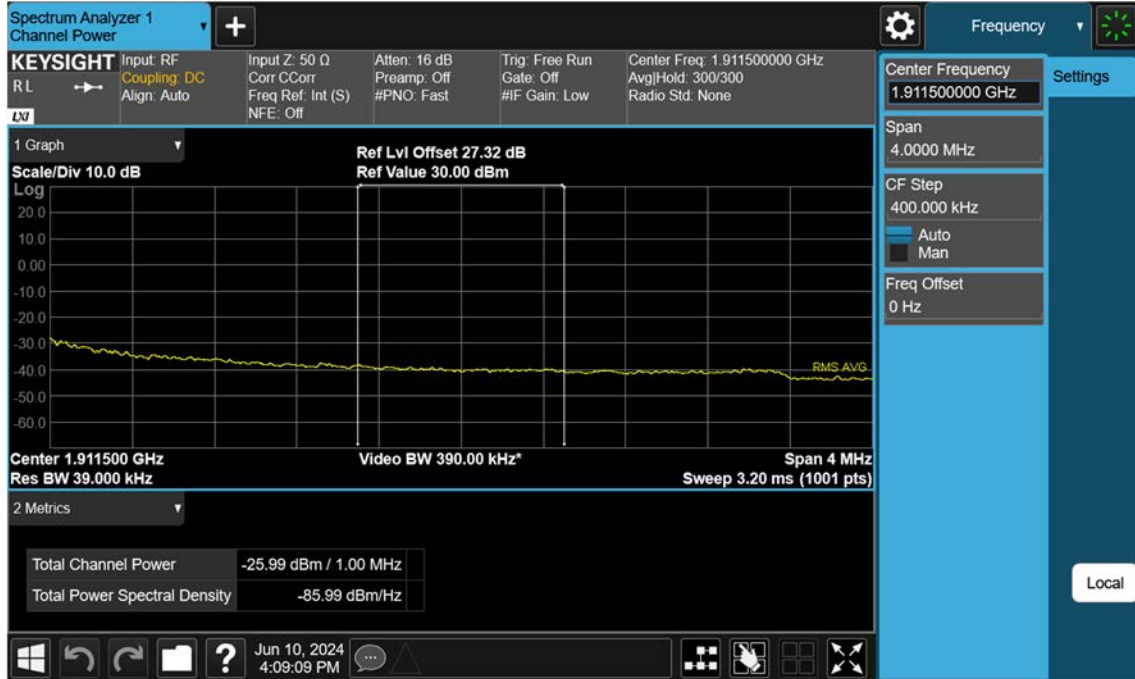 Spectrum Analyzer 1
Channel Power
Frequency
KEYSIGHT
R L
LXI
Input: RF
Coupling: DC
Align: Auto
Input Z: 50 Ω
Corr CCorr
Freq Ref: Int (S)
NFE: Off
Atten: 16 dB
Preamp: Off
#PNO: Fast
Trig: Free Run
Gate: Off
#IF Gain: Low
Center Freq: 1.911500000 GHz
Avg|Hold: 300/300
Radio Std: None
Center Frequency
1.911500000 GHz
Settings
Span
4.0000 MHz
CF Step
400.000 kHz
Auto
Man
Freq Offset
0 Hz
Local
1 Graph
Scale/Div 10.0 dB
Ref Lvl Offset 27.32 dB
Ref Value 30.00 dBm
Log
20.0
10.0
0.00
-10.0
-20.0
-30.0
-40.0
-50.0
-60.0
RMS AVG
Center 1.911500 GHz
Video BW 390.00 kHz*
Span 4 MHz
Res BW 39.000 kHz
Sweep 3.20 ms (1001 pts)
2 Metrics
Total Channel Power -25.99 dBm / 1.00 MHz
Total Power Spectral Density -85.99 dBm/Hz
Jun 10, 2024
4:09:09 PM